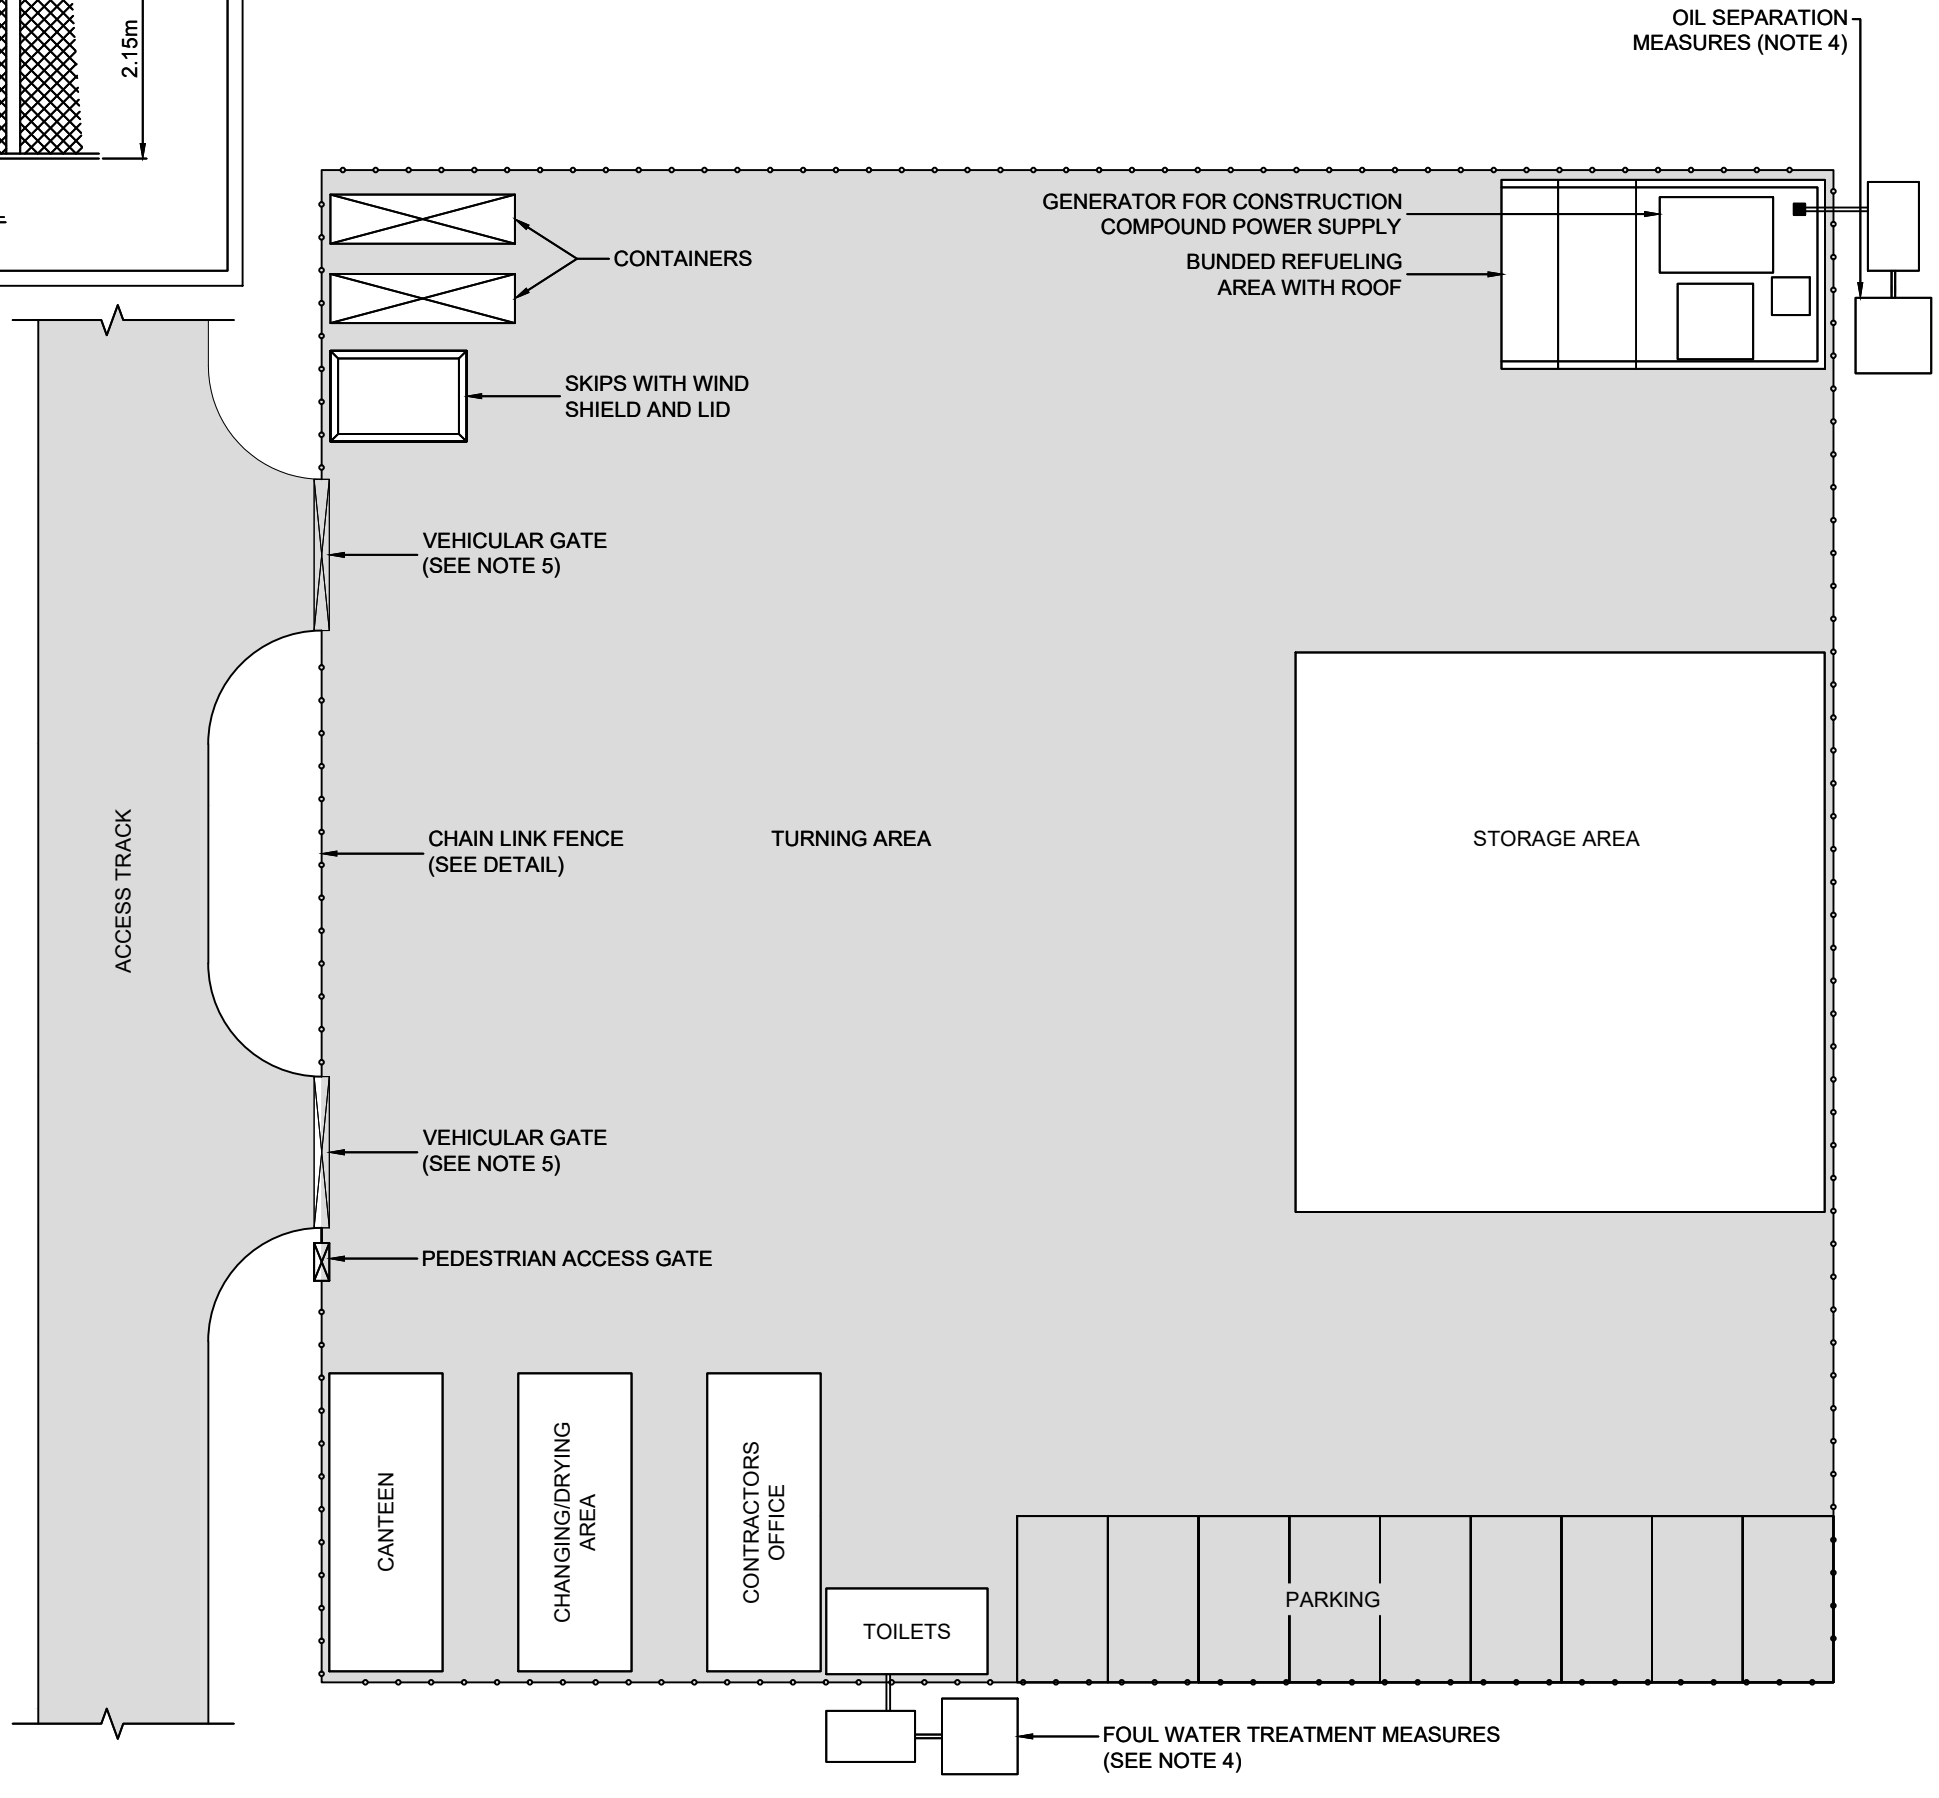 2.15m
OIL SEPARATION
MEASURES (NOTE 4)
GENERATOR FOR CONSTRUCTION
COMPOUND POWER SUPPLY
BUNDED REFUELING
AREA WITH ROOF
CONTAINERS
SKIPS WITH WIND
SHIELD AND LID
VEHICULAR GATE
(SEE NOTE 5)
ACCESS TRACK
CHAIN LINK FENCE
(SEE DETAIL)
TURNING AREA
STORAGE AREA
VEHICULAR GATE
(SEE NOTE 5)
PEDESTRIAN ACCESS GATE
CANTEEN
CHANGING/DRYING
AREA
CONTRACTORS
OFFICE
TOILETS
PARKING
FOUL WATER TREATMENT MEASURES
(SEE NOTE 4)